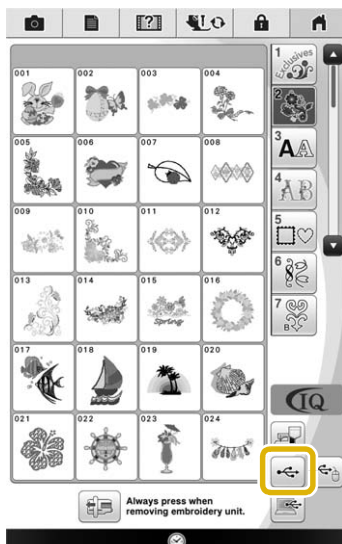 1 Exclusives
001 002 003 004
2
3 AA
005 006 007 008
4 AB
009 010 011 012
5
6
013 014 015 016
Spring
7
B
017 018 019 020
IQ
021 022 023 024
Always press when
removing embroidery unit.